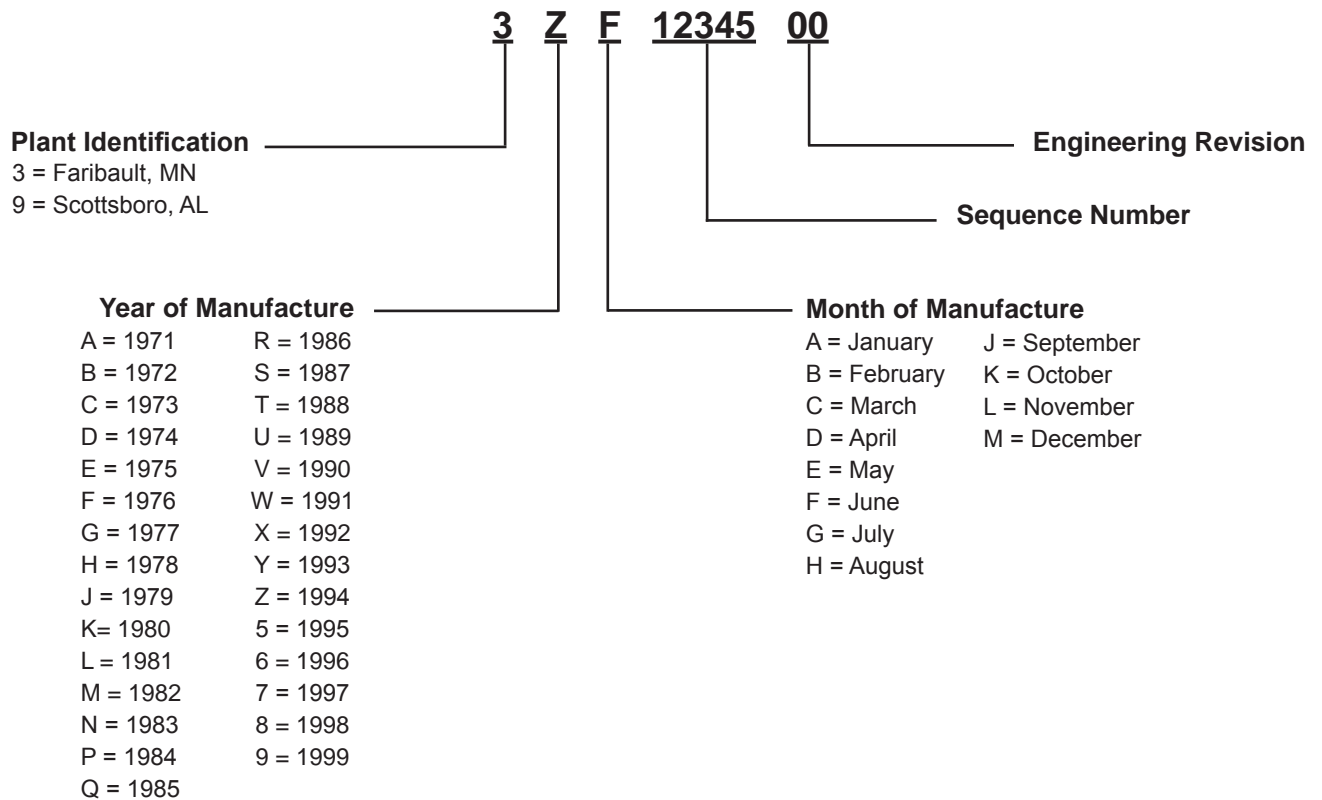 3 Z F 12345 00
Plant Identification
3 = Faribault, MN
9 = Scottsboro, AL
Engineering Revision
Sequence Number
Year of Manufacture
A = 1971
B = 1972
C = 1973
D = 1974
E = 1975
F = 1976
G = 1977
H = 1978
J = 1979
K= 1980
L = 1981
M = 1982
N = 1983
P = 1984
Q = 1985
R = 1986
S = 1987
T = 1988
U = 1989
V = 1990
W = 1991
X = 1992
Y = 1993
Z = 1994
5 = 1995
6 = 1996
7 = 1997
8 = 1998
9 = 1999
Month of Manufacture
A = January
B = February
C = March
D = April
E = May
F = June
G = July
H = August
J = September
K = October
L = November
M = December